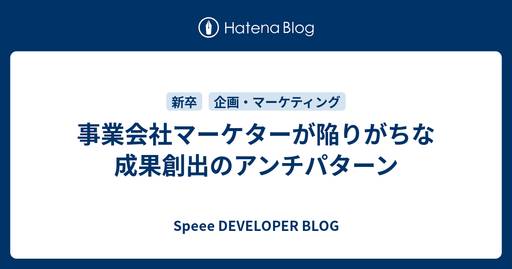 Hatena Blog
新卒 企画・マーケティング
事業会社マーケターが陥りがちな
成果創出のアンチパターン
Speee DEVELOPER BLOG